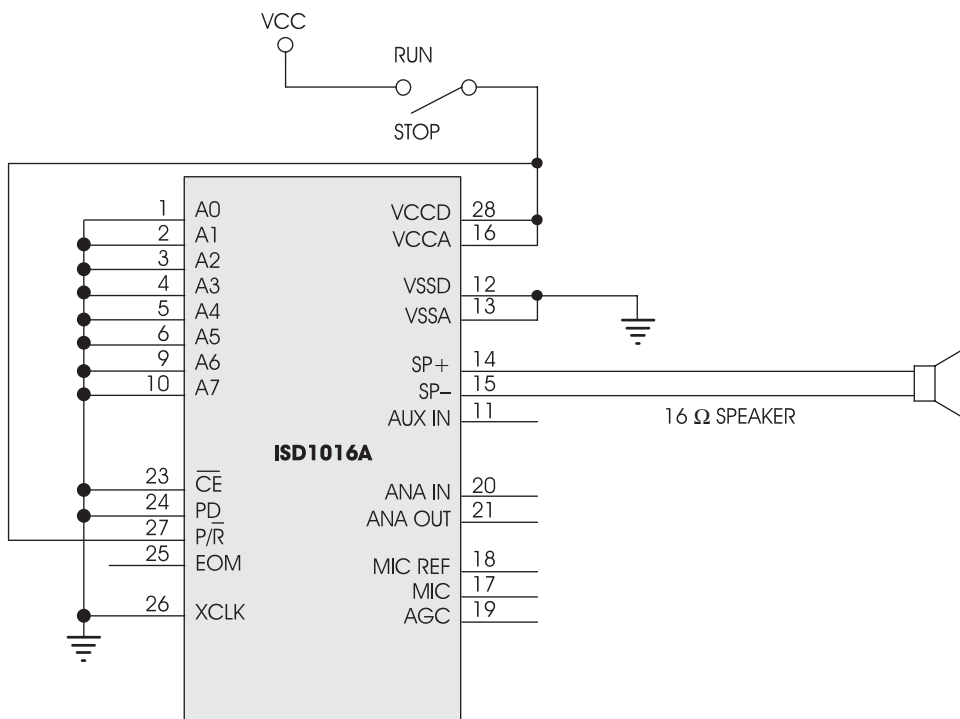 VCC
RUN
STOP
1 A0
2 A1
3 A2
4 A3
5 A4
6 A5
9 A6
10 A7
23 C̅E̅
24 PD
27 P/R̅
25 EOM
26 XCLK
ISD1016A
VCCD 28
VCCA 16
VSSD 12
VSSA 13
SP+ 14
SP– 15
AUX IN 11
ANA IN 20
ANA OUT 21
MIC REF 18
MIC 17
AGC 19
16 Ω SPEAKER